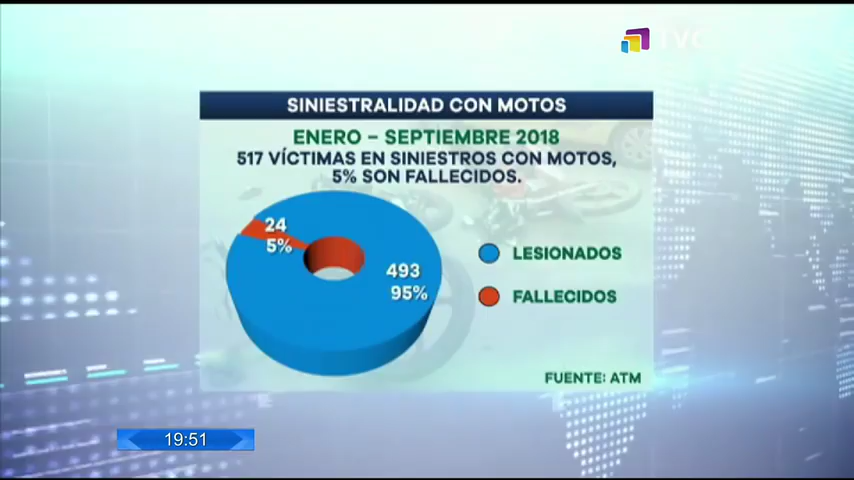 TVC
SINIESTRALIDAD CON MOTOS
ENERO – SEPTIEMBRE 2018
517 VÍCTIMAS EN SINIESTROS CON MOTOS,
5% SON FALLECIDOS.
24
5%
493
95%
LESIONADOS
FALLECIDOS
FUENTE: ATM
19:51